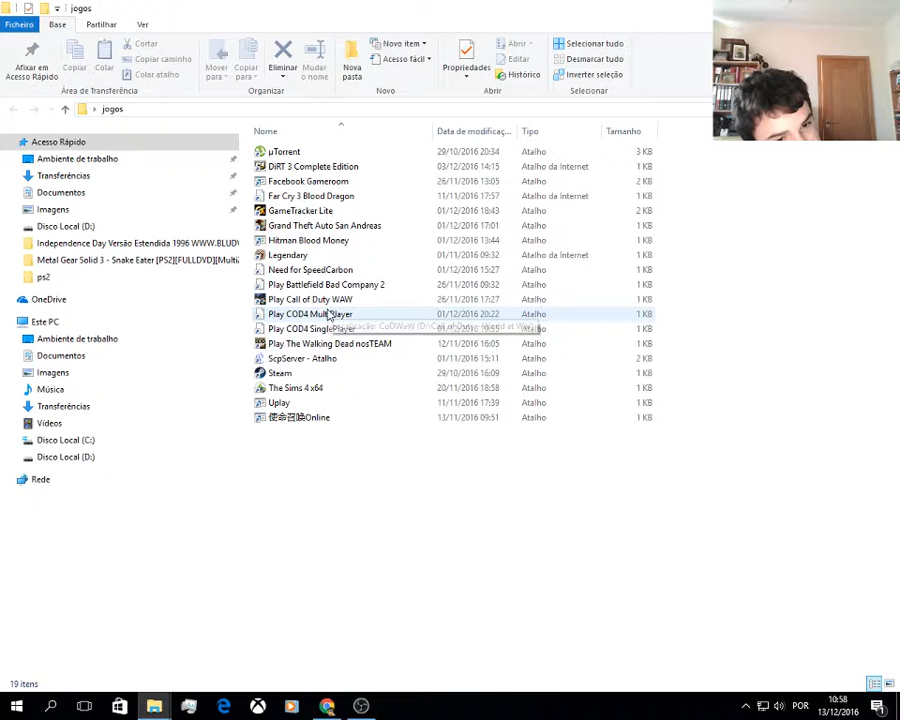 jogos
Ficheiro Base Partilhar Ver
Afixar em Acesso Rápido
Copiar
Colar
Cortar
Copiar caminho
Colar atalho
Área de Transferência
Mover para
Copiar para
Eliminar
Mudar o nome
Organizar
Nova pasta
Novo item
Acesso fácil
Novo
Propriedades
Abrir
Editar
Histórico
Abrir
Selecionar tudo
Desmarcar tudo
Inverter seleção
Selecionar
jogos
Acesso Rápido
Ambiente de trabalho
Transferências
Documentos
Imagens
Disco Local (D:)
Independence Day Versão Estendida 1996 WWW.BLUD
Metal Gear Solid 3 - Snake Eater [PS2][FULLDVD][Multi
ps2
OneDrive
Este PC
Ambiente de trabalho
Documentos
Imagens
Música
Transferências
Vídeos
Disco Local (C:)
Disco Local (D:)
Rede
Nome Data de modificaç... Tipo Tamanho
µTorrent 29/10/2016 20:34 Atalho 3 KB
DiRT 3 Complete Edition 03/12/2016 14:15 Atalho da Internet 1 KB
Facebook Gameroom 26/11/2016 13:05 Atalho 2 KB
Far Cry 3 Blood Dragon 11/11/2016 17:57 Atalho da Internet 1 KB
GameTracker Lite 01/12/2016 18:43 Atalho 2 KB
Grand Theft Auto San Andreas 01/12/2016 17:01 Atalho 1 KB
Hitman Blood Money 01/12/2016 13:44 Atalho 1 KB
Legendary 01/11/2016 11:33 Atalho da Internet 1 KB
Need for SpeedCarbon 01/12/2016 15:27 Atalho 1 KB
Play Battlefield Bad Company 2 26/11/2016 09:32 Atalho 1 KB
Play Call of Duty WAW 26/11/2016 17:27 Atalho 1 KB
Play COD4 MultiPlayer 01/12/2016 20:22 Atalho 1 KB
Play COD4 SinglePlayer 01/12/2016 Atalho 1 KB
Play The Walking Dead nosTEAM 12/11/2016 16:05 Atalho 1 KB
ScpServer - Atalho 01/11/2016 15:11 Atalho 2 KB
Steam 29/10/2016 16:09 Atalho 1 KB
The Sims 4 x64 20/11/2016 18:58 Atalho 1 KB
Uplay 11/11/2016 17:39 Atalho 1 KB
使命召唤Online 13/11/2016 09:51 Atalho 1 KB
19 itens
POR
10:58
13/12/2016